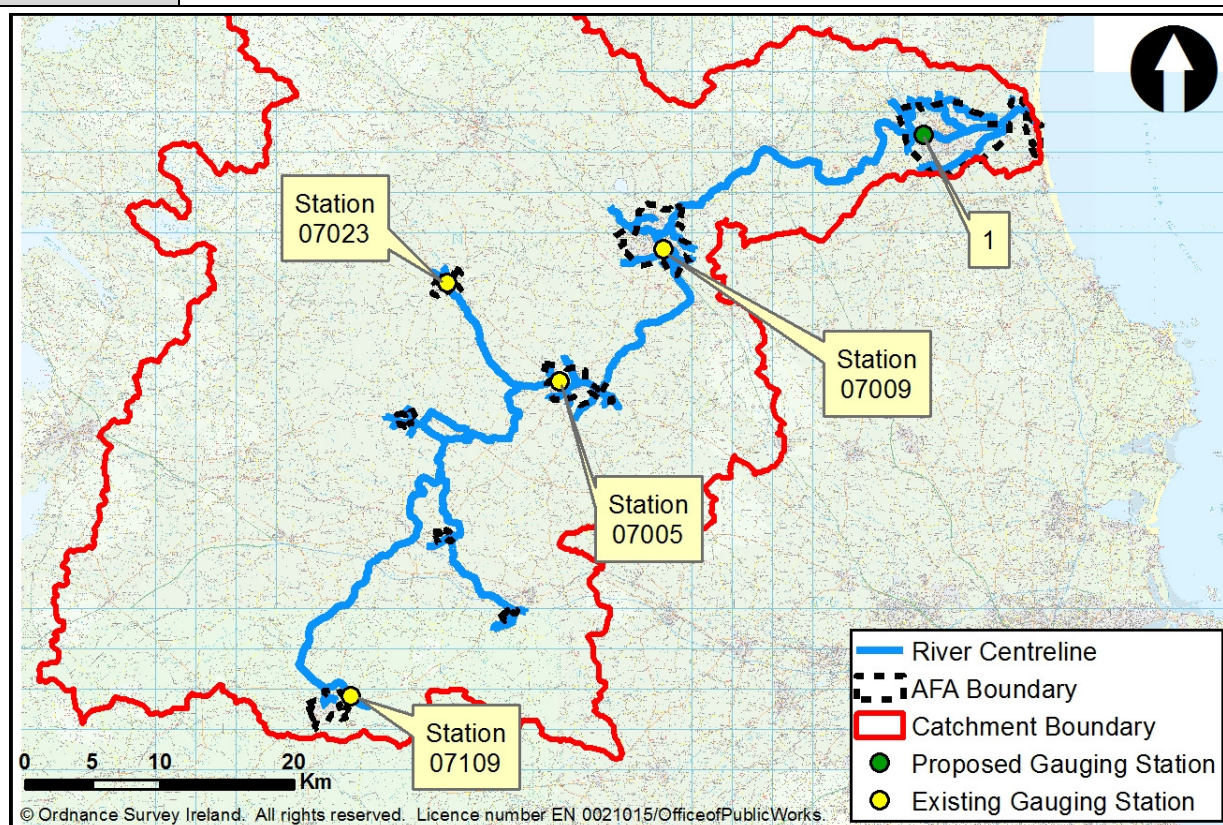 Station
07023
1
Station
07009
Station
07005
Station
07109
River Centreline
AFA Boundary
Catchment Boundary
Proposed Gauging Station
Existing Gauging Station
0 5 10 20
Km
© Ordnance Survey Ireland. All rights reserved. Licence number EN 0021015/OfficeofPublicWorks.